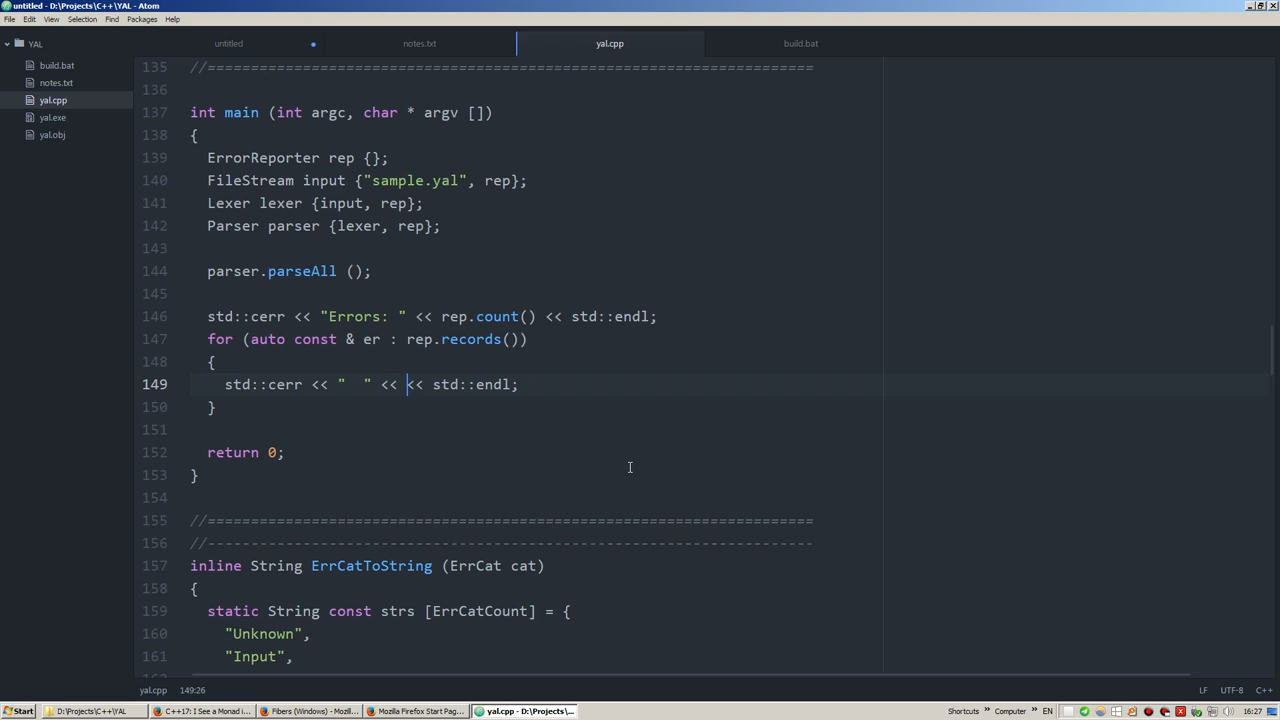 untitled - D:\Projects\C++\YAL - Atom
File Edit View Selection Find Packages Help
YAL
build.bat
notes.txt
yal.cpp
yal.exe
yal.obj
untitled notes.txt yal.cpp build.bat
135 //======================================================================
136
137 int main (int argc, char * argv [])
138 {
139 ErrorReporter rep {};
140 FileStream input {"sample.yal", rep};
141 Lexer lexer {input, rep};
142 Parser parser {lexer, rep};
143
144 parser.parseAll ();
145
146 std::cerr << "Errors: " << rep.count() << std::endl;
147 for (auto const & er : rep.records())
148 {
149 std::cerr << "  " << << std::endl;
150 }
151
152 return 0;
153 }
154
155 //======================================================================
156 //----------------------------------------------------------------------
157 inline String ErrCatToString (ErrCat cat)
158 {
159 static String const strs [ErrCatCount] = {
160 "Unknown",
161 "Input",
yal.cpp 149:26 LF UTF-8 C++
Start D:\Projects\C++\YAL C++17: I See a Monad i... Fibers (Windows) - Mozil... Mozilla Firefox Start Pag... yal.cpp - D:\Projects\... Shortcuts » Computer » EN 16:27